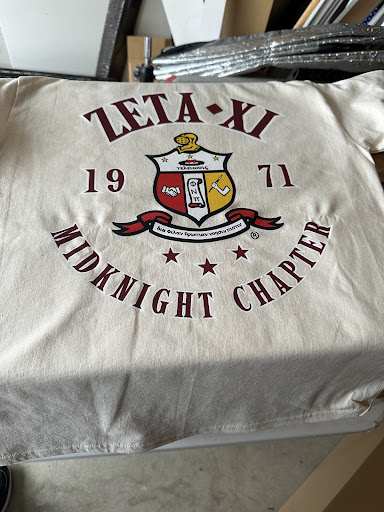 ZETA ◆ XI
19 71
Φ
Ν
Π
®
MIDKNIGHT CHAPTER